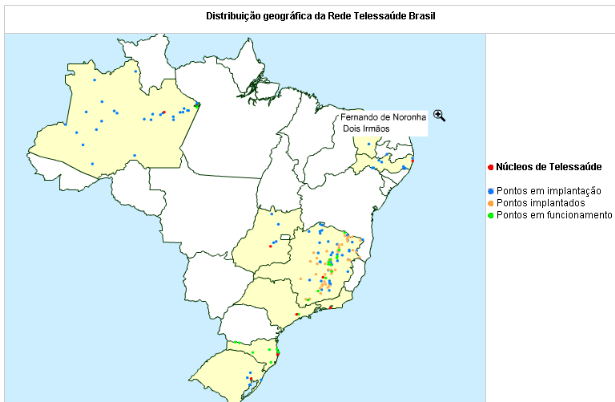 Distribuição geográfica da Rede Telessaúde Brasil
Fernando de Noronha
Dois Irmãos
Núcleos de Telessaúde
Pontos em implantação
Pontos implantados
Pontos em funcionamento